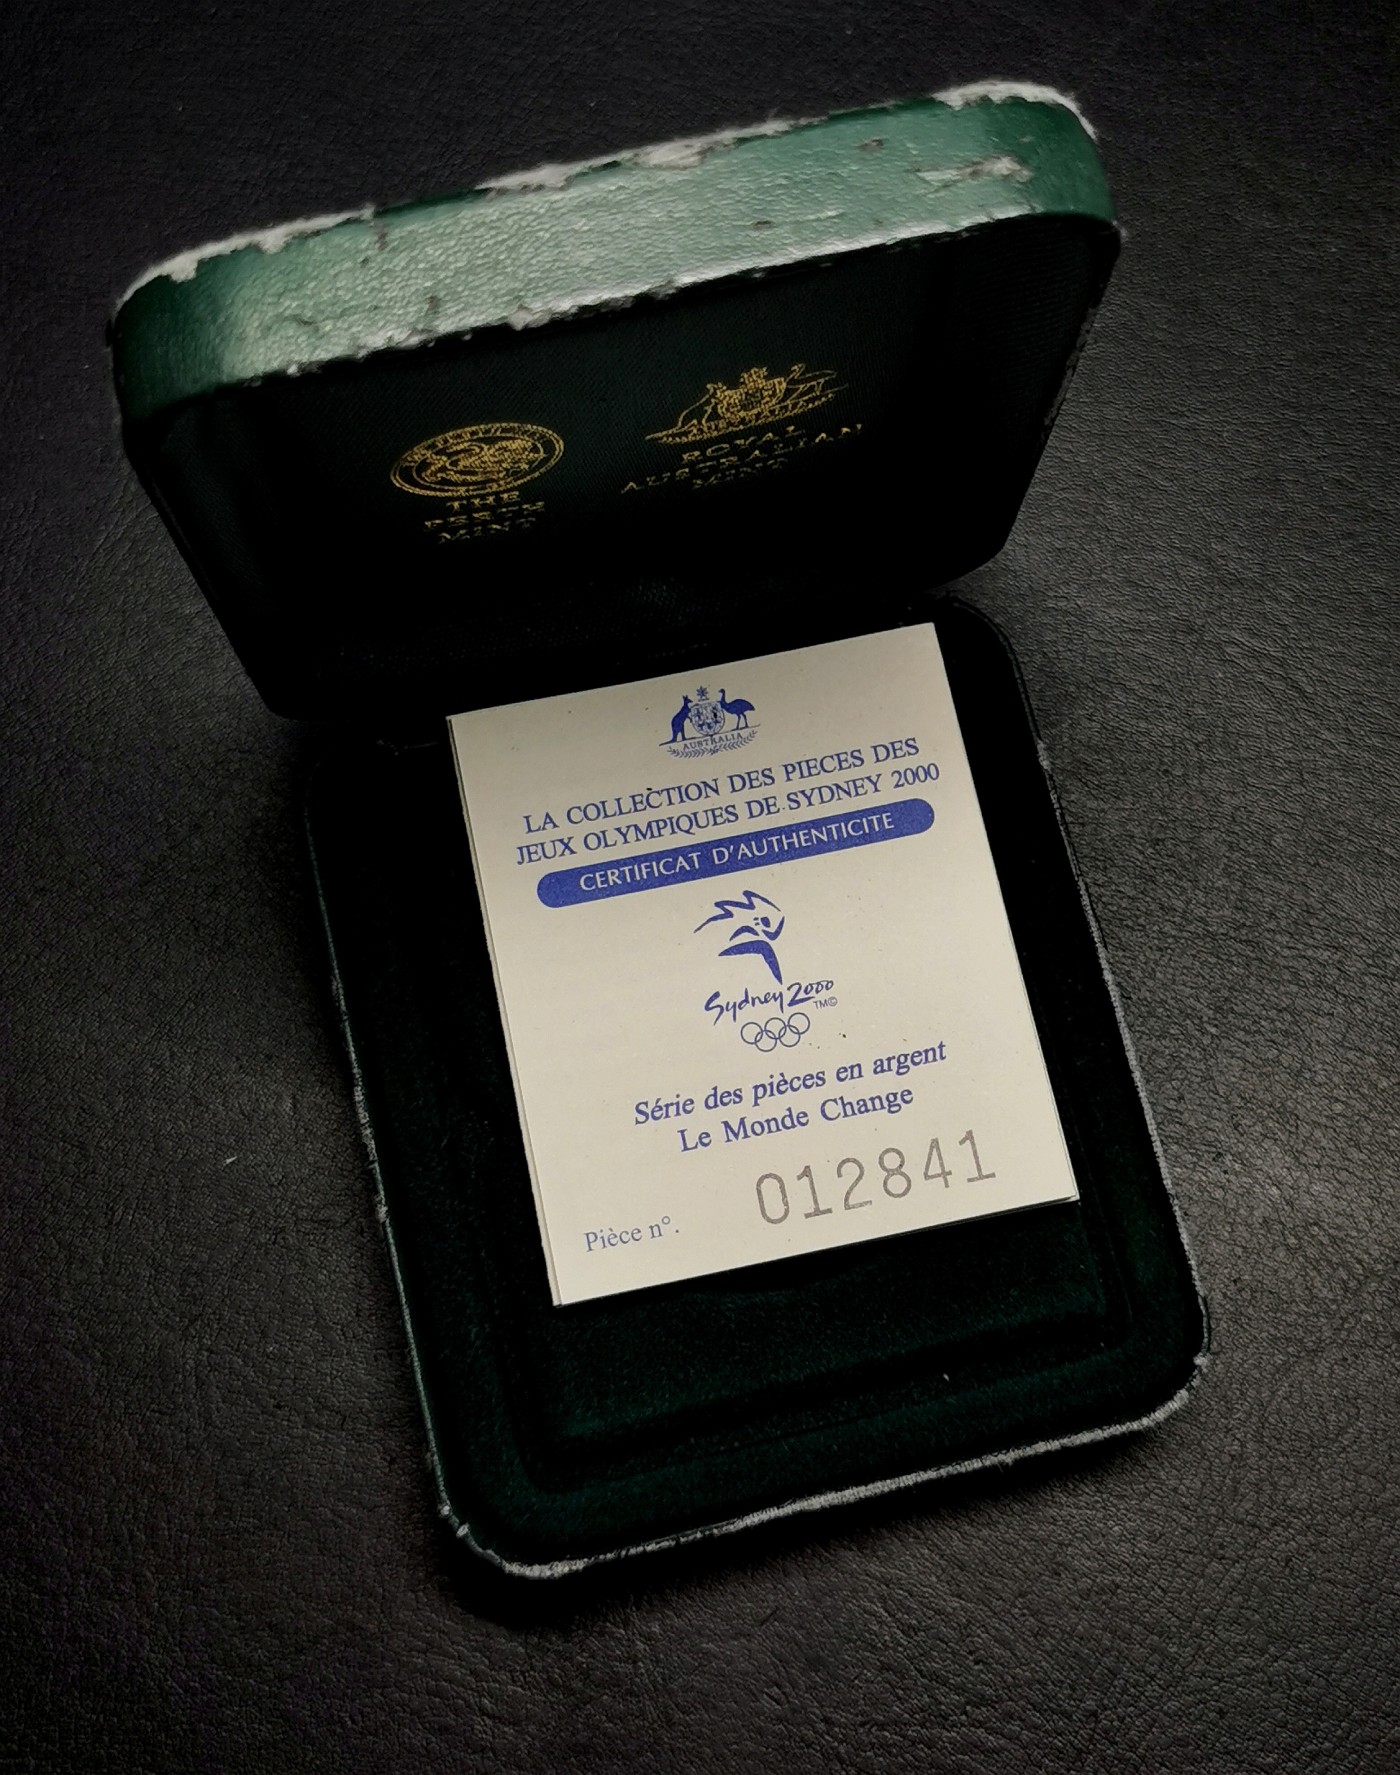 THE
PERTH
MINT
AUSTRALIA
ROYAL
AUSTRALIAN
MINT
AUSTRALIA
LA COLLECTION DES PIECES DES
JEUX OLYMPIQUES DE SYDNEY 2000
CERTIFICAT D'AUTHENTICITE
Sydney 2000
TM©
Série des pièces en argent
Le Monde Change
Pièce n°. 012841